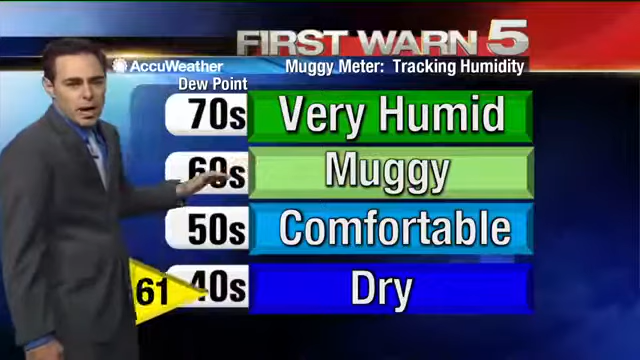 FIRST WARN 5
AccuWeather
Muggy Meter: Tracking Humidity
Dew Point
70s Very Humid
60s Muggy
50s Comfortable
61 40s Dry